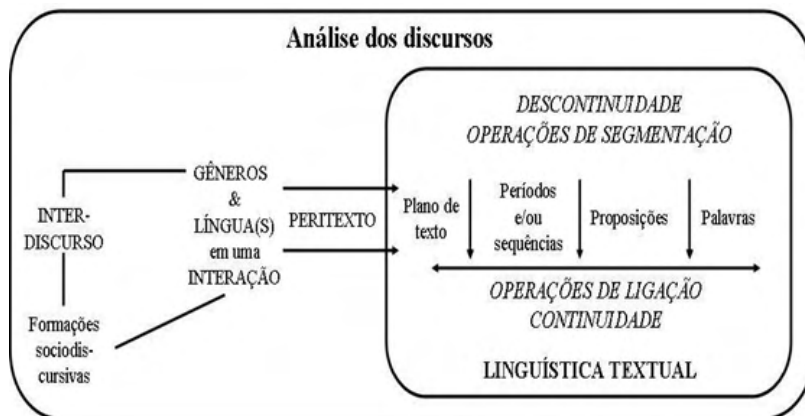 Análise dos discursos
DESCONTINUIDADE
OPERAÇÕES DE SEGMENTAÇÃO
GÊNEROS
&
LÍNGUA(S)
em uma
INTERAÇÃO
INTER-
DISCURSO
Formações
sociodis-
cursivas
PERITEXTO
Plano de
texto
Períodos
e/ou
sequências
Proposições
Palavras
OPERAÇÕES DE LIGAÇÃO
CONTINUIDADE
LINGUÍSTICA TEXTUAL